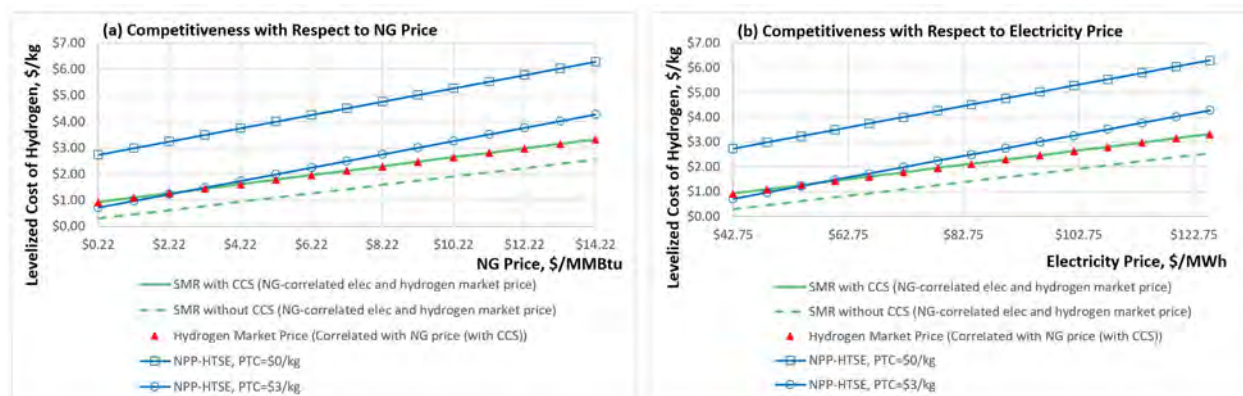 (a) Competitiveness with Respect to NG Price
Levelized Cost of Hydrogen, $/kg
$7.00
$6.00
$5.00
$4.00
$3.00
$2.00
$1.00
$0.00
$0.22 $2.22 $4.22 $6.22 $8.22 $10.22 $12.22 $14.22
NG Price, $/MMBtu
SMR with CCS (NG-correlated elec and hydrogen market price)
SMR without CCS (NG-correlated elec and hydrogen market price)
Hydrogen Market Price (Correlated with NG price (with CCS))
NPP-HTSE, PTC=$0/kg
NPP-HTSE, PTC=$3/kg
(b) Competitiveness with Respect to Electricity Price
Levelized Cost of Hydrogen, $/kg
$7.00
$6.00
$5.00
$4.00
$3.00
$2.00
$1.00
$0.00
$42.75 $62.75 $82.75 $102.75 $122.75
Electricity Price, $/MWh
SMR with CCS (NG-correlated elec and hydrogen market price)
SMR without CCS (NG-correlated elec and hydrogen market price)
Hydrogen Market Price (Correlated with NG price (with CCS))
NPP-HTSE, PTC=$0/kg
NPP-HTSE, PTC=$3/kg